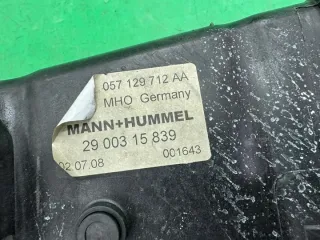 057 129 712 AA
MHO Germany
MANN+HUMMEL
29 003 15 839
02.07.08 001643